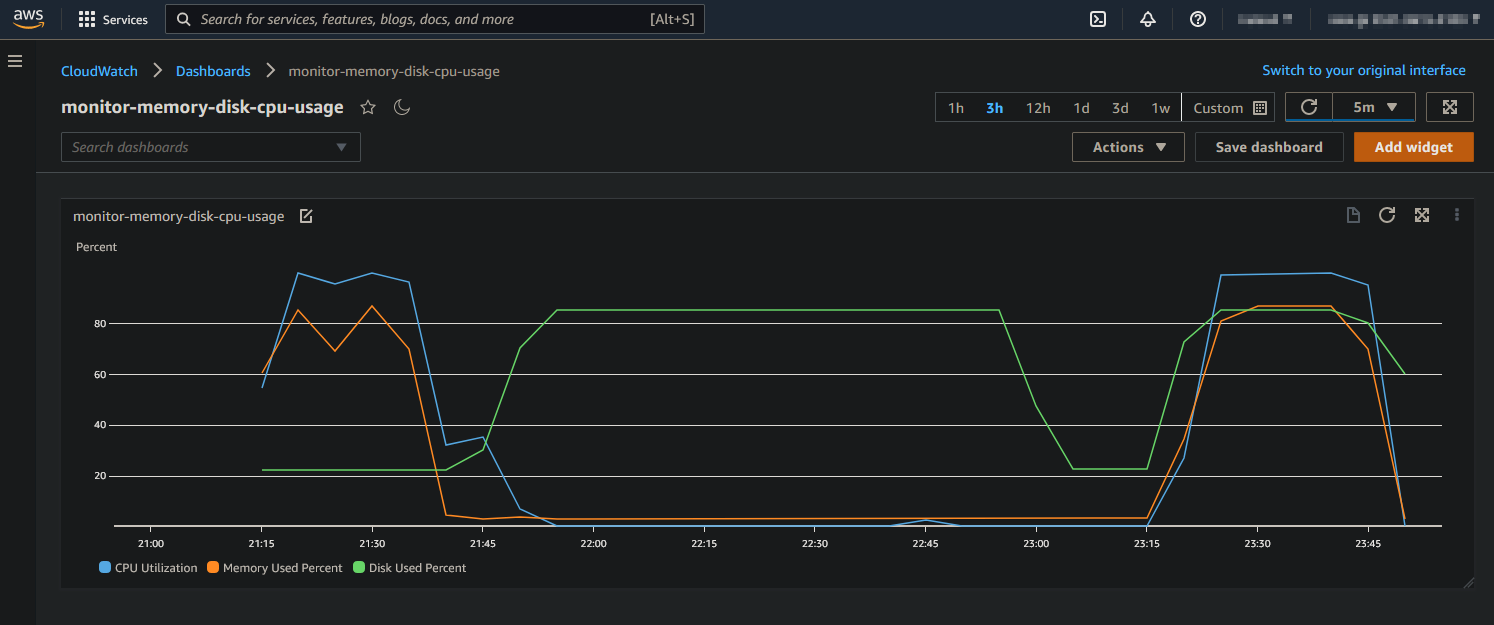 aws Services Search for services, features, blogs, docs, and more [Alt+S]
CloudWatch Dashboards monitor-memory-disk-cpu-usage Switch to your original interface
monitor-memory-disk-cpu-usage 1h 3h 12h 1d 3d 1w Custom 5m
Search dashboards Actions Save dashboard Add widget
monitor-memory-disk-cpu-usage
Percent
80
60
40
20
21:00 21:15 21:30 21:45 22:00 22:15 22:30 22:45 23:00 23:15 23:30 23:45
CPU Utilization Memory Used Percent Disk Used Percent